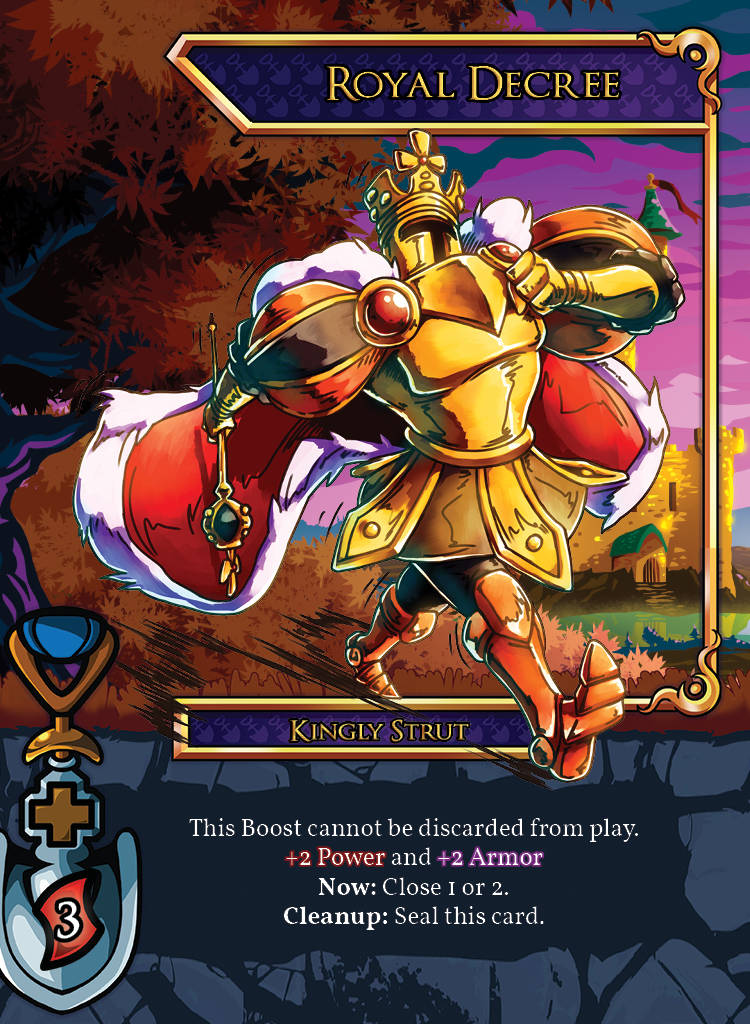 Royal Decree
Kingly Strut
This Boost cannot be discarded from play.
+2 Power and +2 Armor
Now: Close 1 or 2.
Cleanup: Seal this card.
3